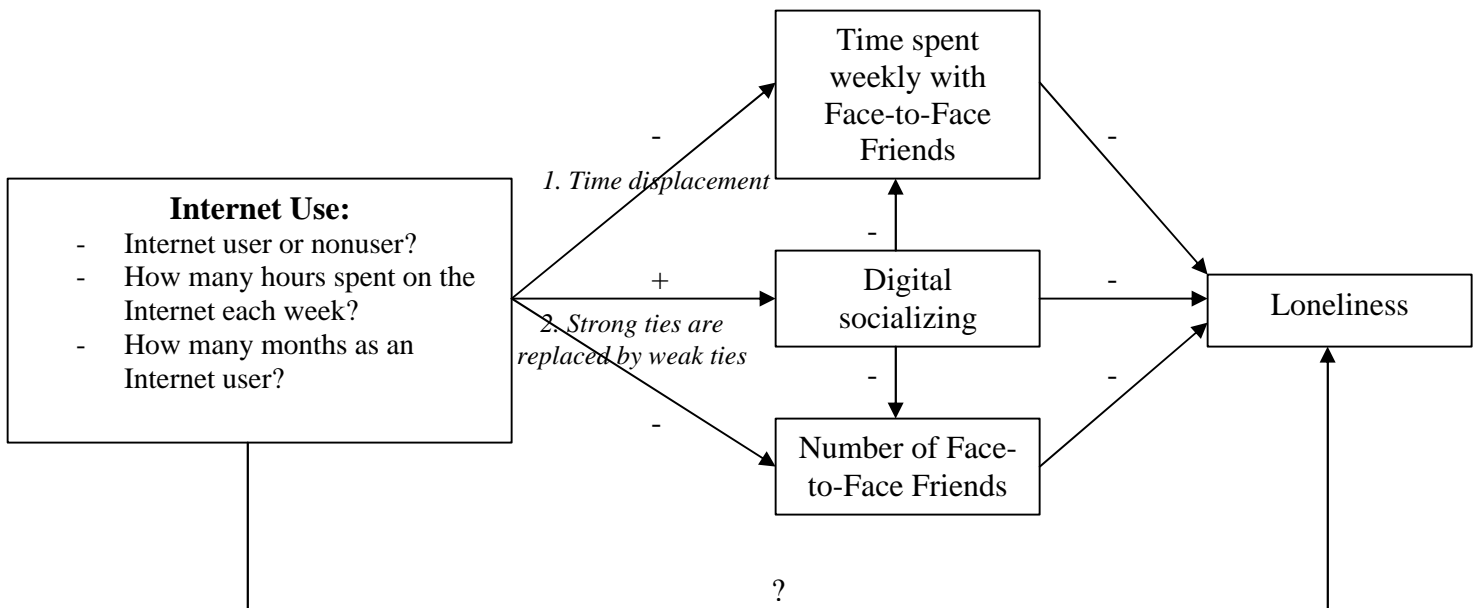 Time spent
weekly with
Face-to-Face
Friends
-
-
1. Time displacement
Internet Use:
- Internet user or nonuser?
- How many hours spent on the
Internet each week?
- How many months as an
Internet user?
-
+
Digital
socializing
-
Loneliness
2. Strong ties are
replaced by weak ties
-
-
-
Number of Face-
to-Face Friends
?